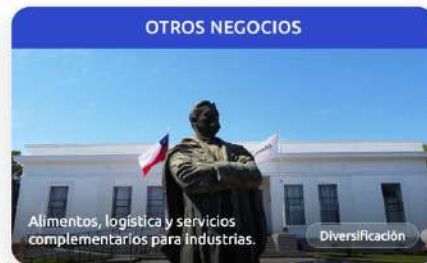 OTROS NEGOCIOS
Alimentos, logística y servicios
complementarios para industrias.
Diversificación